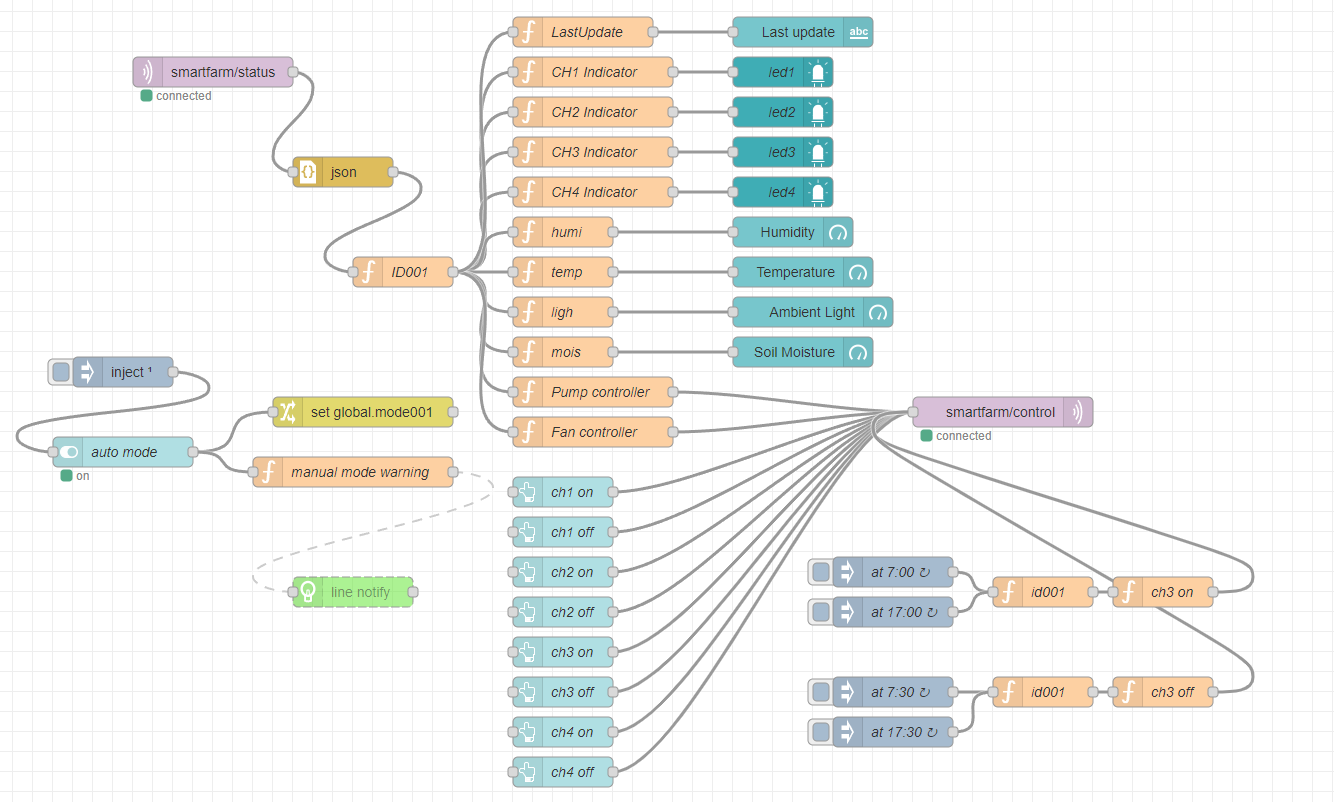 LastUpdate
Last update
abc
smartfarm/status
connected
CH1 Indicator
led1
CH2 Indicator
led2
CH3 Indicator
led3
json
{}
CH4 Indicator
led4
humi
Humidity
ID001
temp
Temperature
ligh
Ambient Light
mois
Soil Moisture
inject ¹
Pump controller
set global.mode001
smartfarm/control
connected
Fan controller
auto mode
on
manual mode warning
ch1 on
ch1 off
ch2 on
at 7:00 ↻
line notify
id001
ch3 on
ch2 off
at 17:00 ↻
ch3 on
ch3 off
at 7:30 ↻
id001
ch3 off
ch4 on
at 17:30 ↻
ch4 off